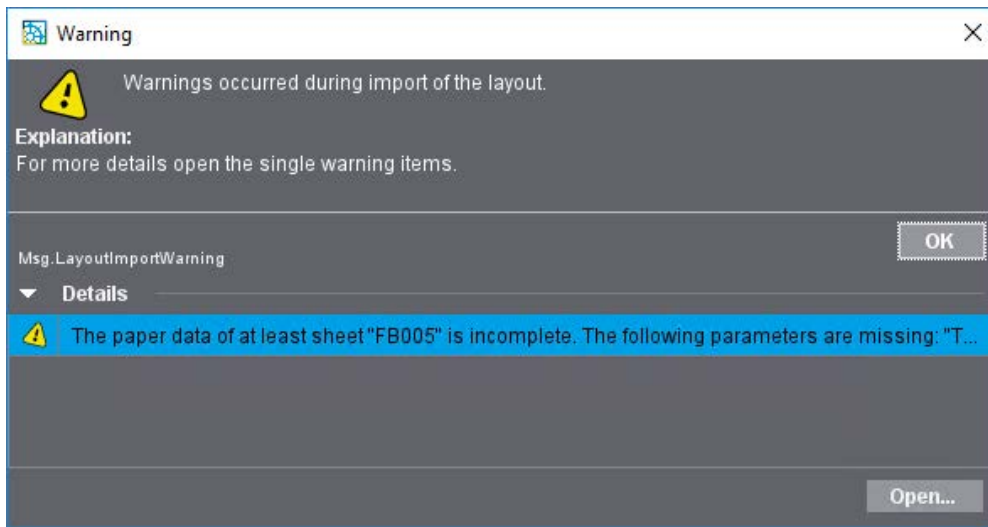 Warning
Warnings occurred during import of the layout.
Explanation:
For more details open the single warning items.
OK
Msg.LayoutImportWarning
Details
The paper data of at least sheet "FB005" is incomplete. The following parameters are missing: "T...
Open...